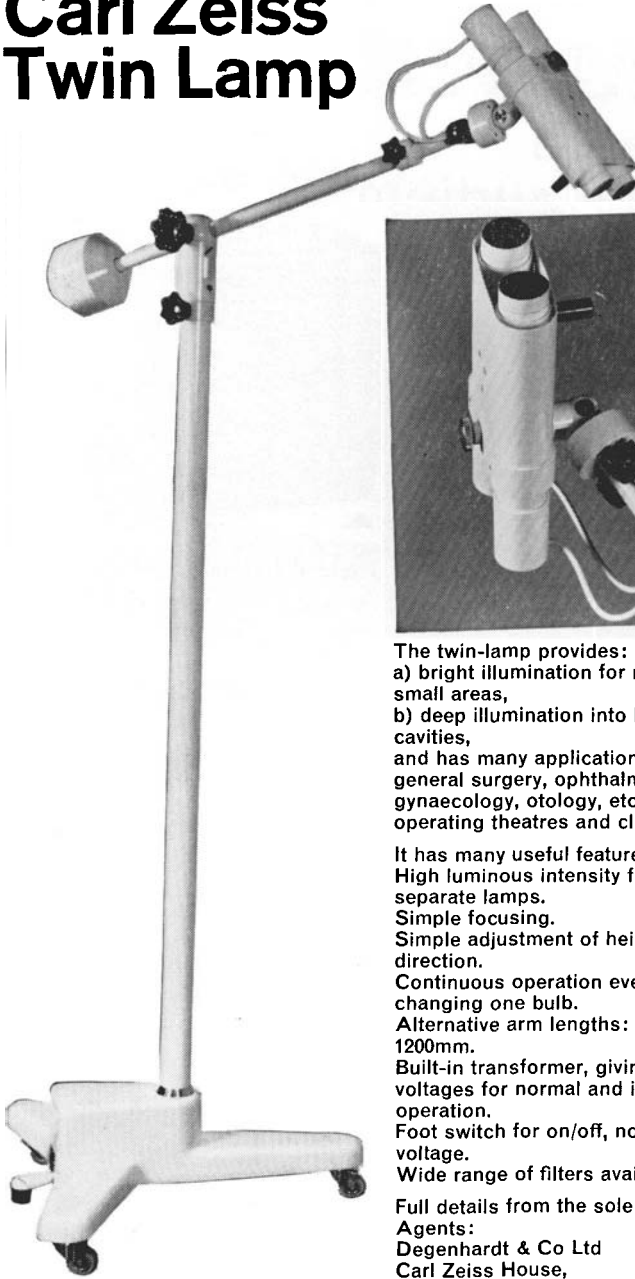 Carl Zeiss
Twin Lamp
The twin-lamp provides:
a) bright illumination for
small areas,
b) deep illumination into
cavities,
and has many
general surgery,
gynaecology, otology,
operating theatres and
It has many useful
High luminous intensity
separate lamps.
Simple focusing.
Simple adjustment of
direction.
Continuous operation
changing one bulb.
Alternative arm lengths:
1200mm.
Built-in transformer,
voltages for normal and
operation.
Foot switch for on/off,
voltage.
Wide range of filters
Full details from the sole
Agents:
Degenhardt & Co Ltd
Carl Zeiss House,